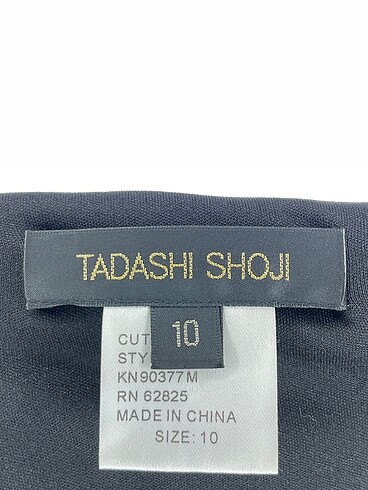 TADASHI SHOJI
10
CUT
STY
KN90377M
RN 62825
MADE IN CHINA
SIZE: 10